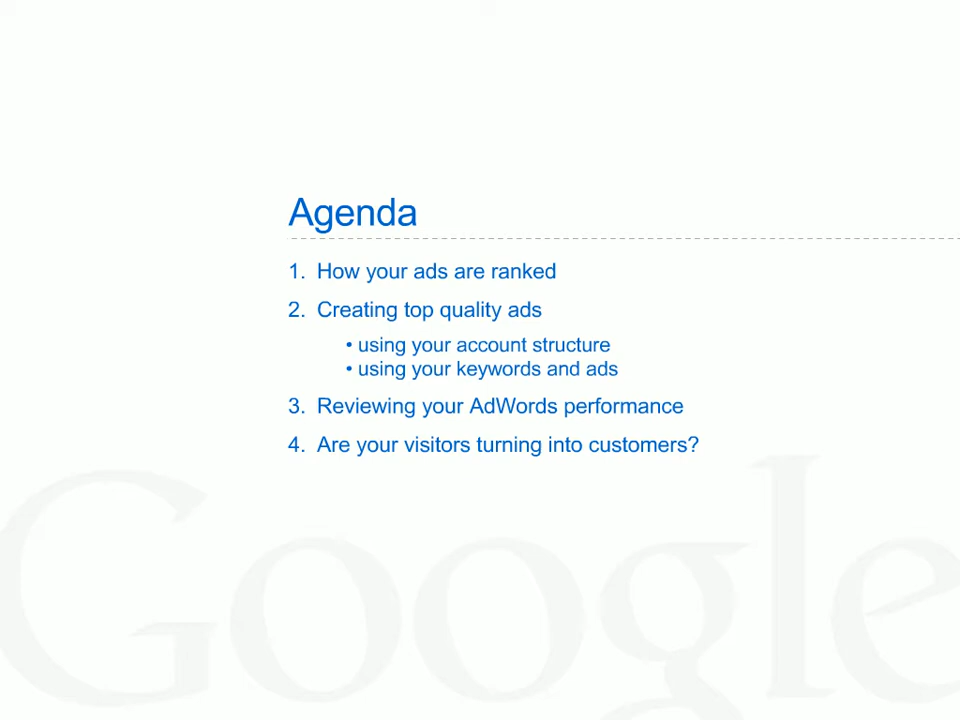 Agenda
1. How your ads are ranked
2. Creating top quality ads
• using your account structure
• using your keywords and ads
3. Reviewing your AdWords performance
4. Are your visitors turning into customers?
Google